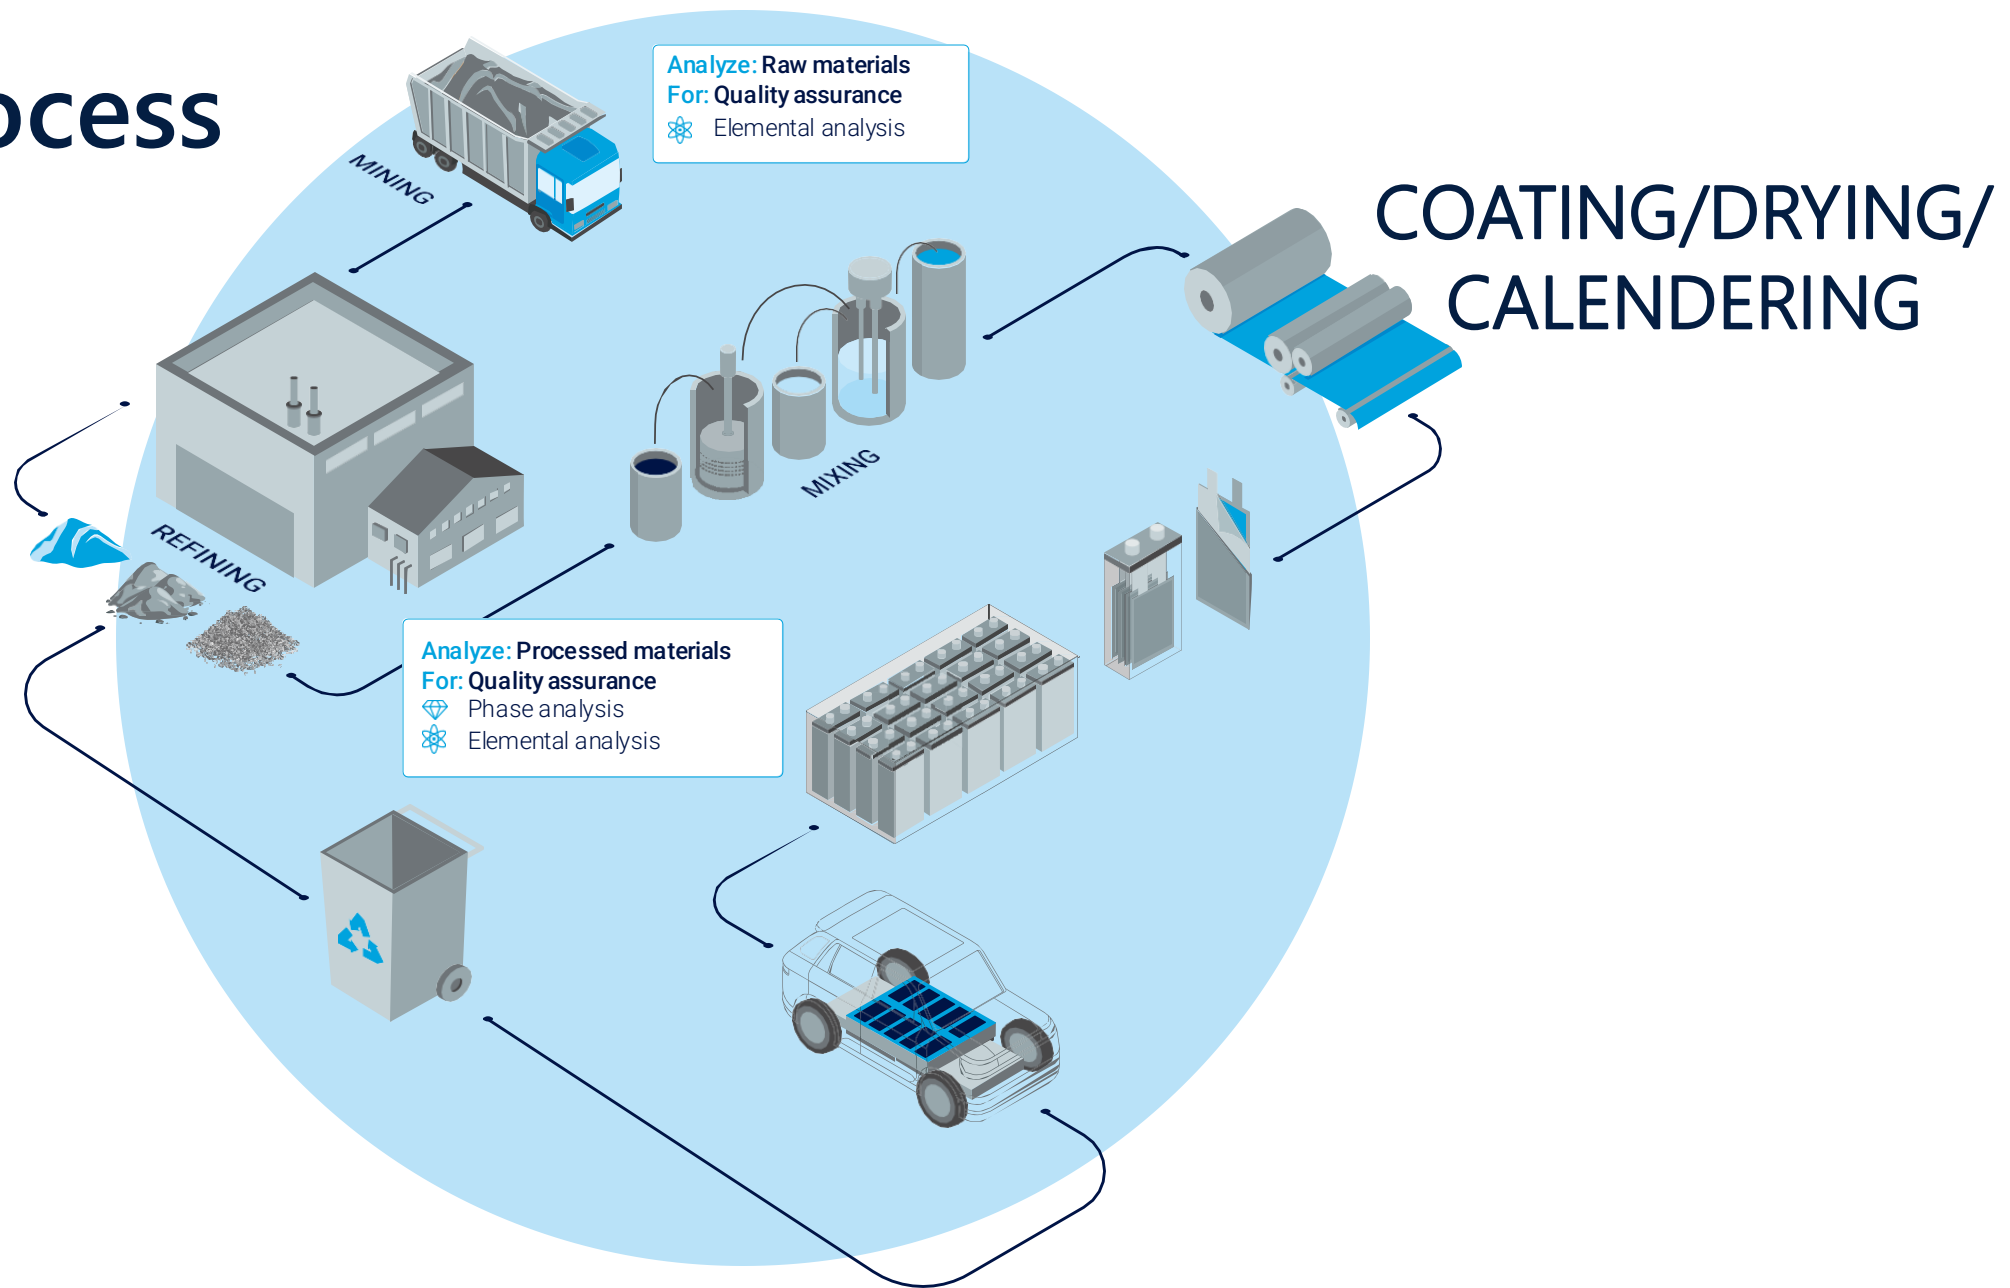 ocess
Analyze: Raw materials
For: Quality assurance
Elemental analysis
MINING
COATING/DRYING/
CALENDERING
MIXING
REFINING
Analyze: Processed materials
For: Quality assurance
Phase analysis
Elemental analysis